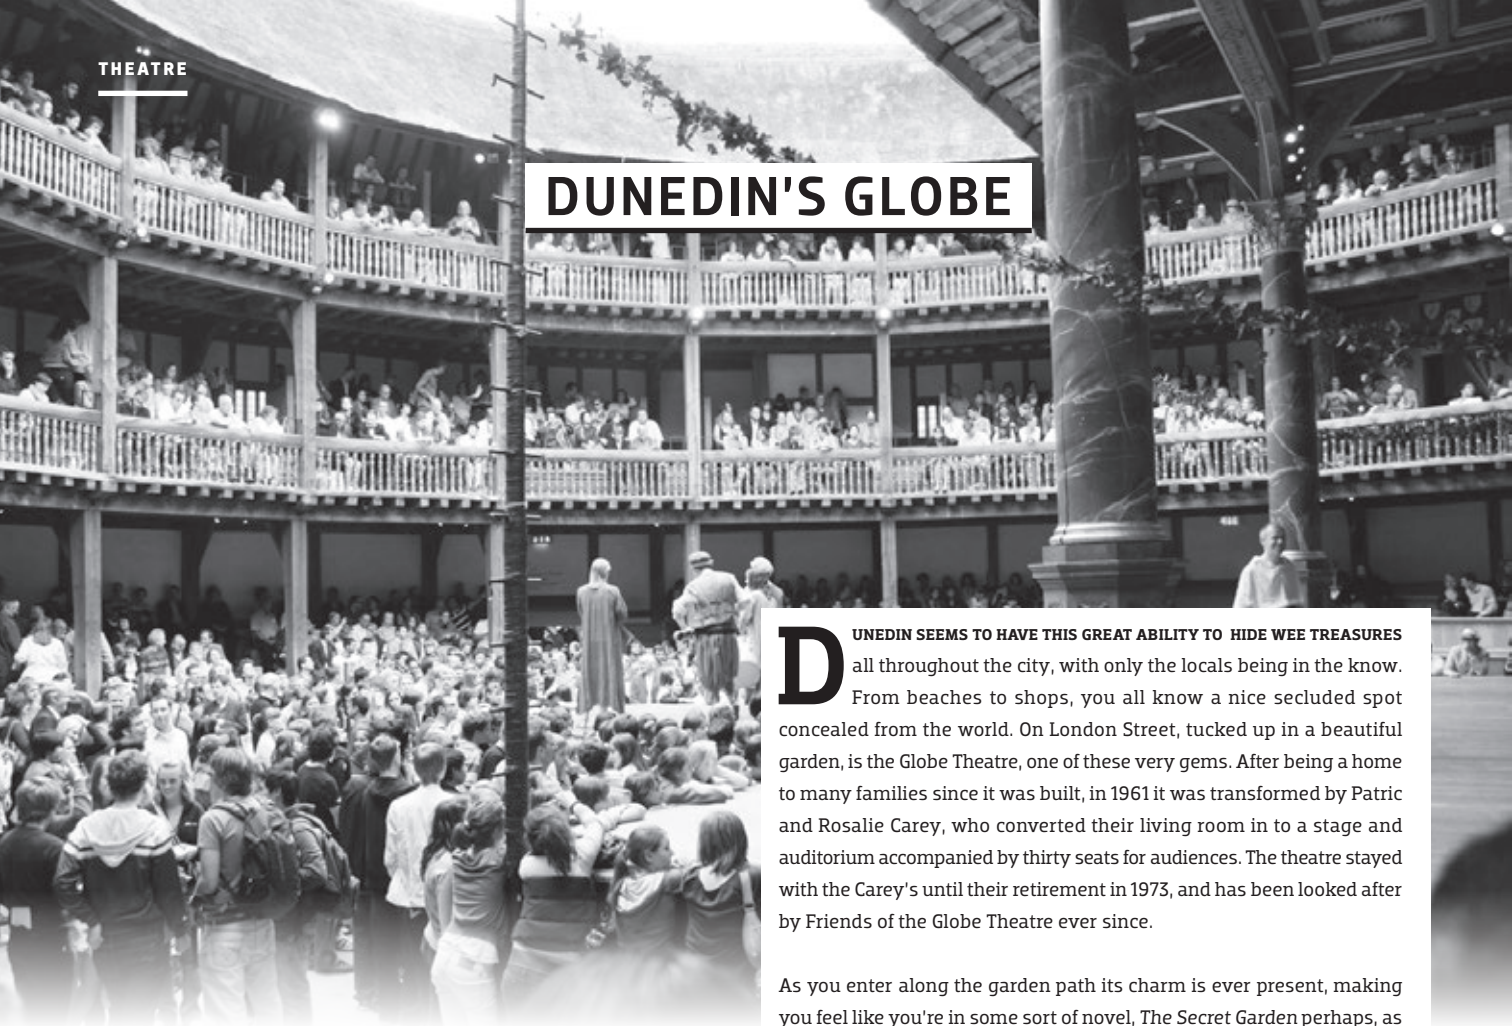 THEATRE
DUNEDIN'S GLOBE
DUNEDIN SEEMS TO HAVE THIS GREAT ABILITY TO HIDE WEE TREASURES
all throughout the city, with only the locals being in the know.
From beaches to shops, you all know a nice secluded spot
concealed from the world. On London Street, tucked up in a beautiful
garden, is the Globe Theatre, one of these very gems. After being a home
to many families since it was built, in 1961 it was transformed by Patric
and Rosalie Carey, who converted their living room in to a stage and
auditorium accompanied by thirty seats for audiences. The theatre stayed
with the Carey's until their retirement in 1973, and has been looked after
by Friends of the Globe Theatre ever since.
As you enter along the garden path its charm is ever present, making
you feel like you're in some sort of novel, The Secret Garden perhaps, as